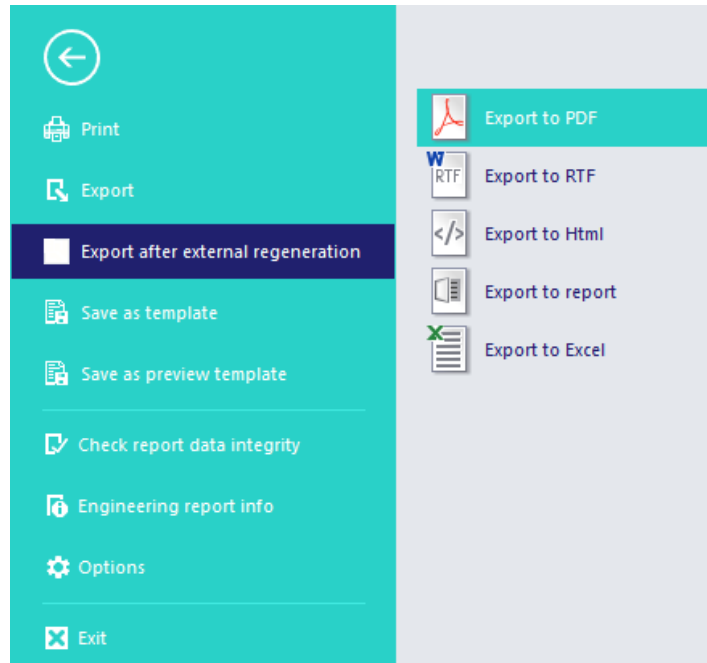 Print
Export
Export after external regeneration
Save as template
Save as preview template
Check report data integrity
Engineering report info
Options
Exit
Export to PDF
W
RTF
Export to RTF
</>
Export to Html
Export to report
X
Export to Excel